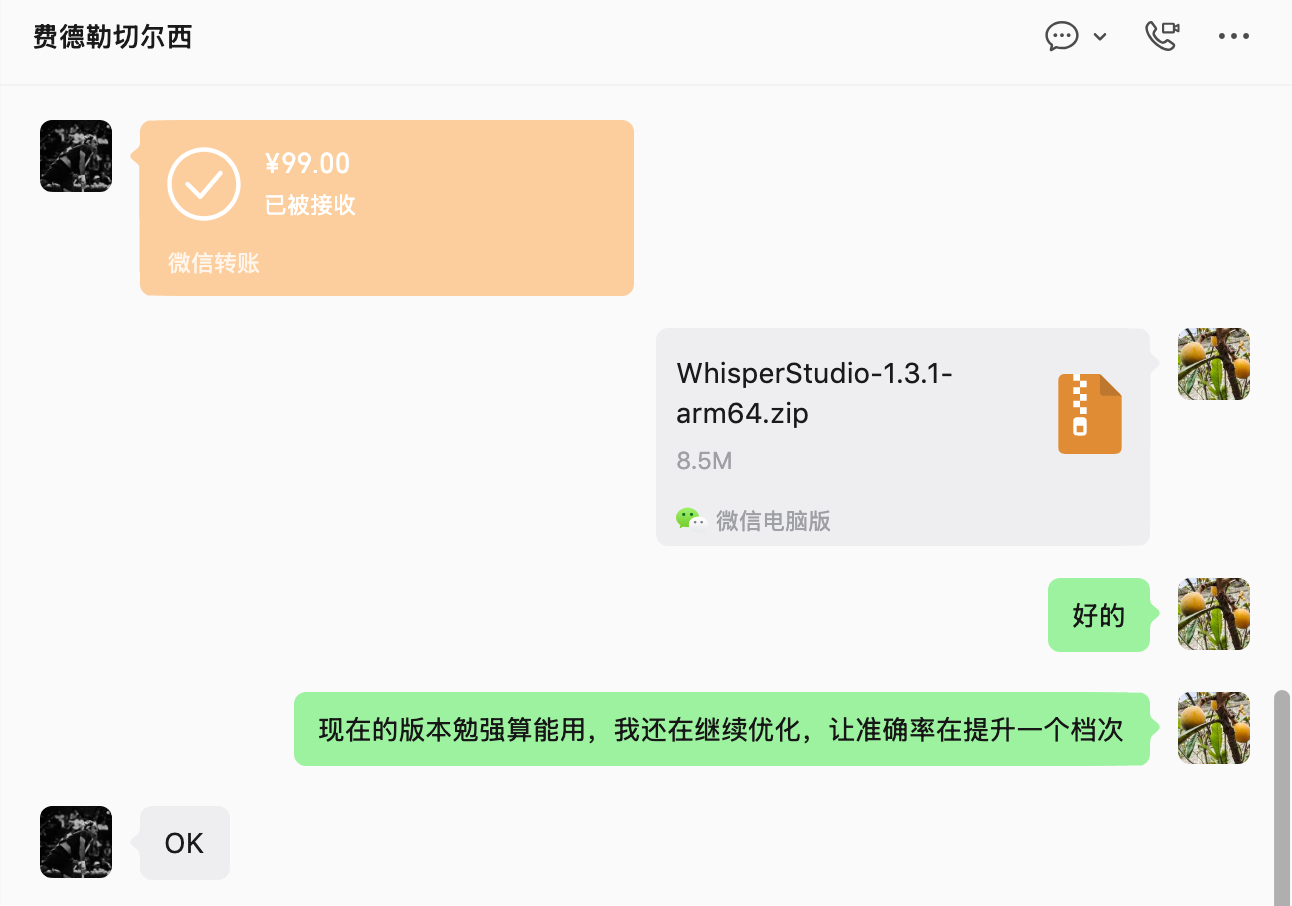 费德勒切尔西
¥99.00
已被接收
微信转账
WhisperStudio-1.3.1-
arm64.zip
8.5M
微信电脑版
好的
现在的版本勉强算能用，我还在继续优化，让准确率在提升一个档次
OK